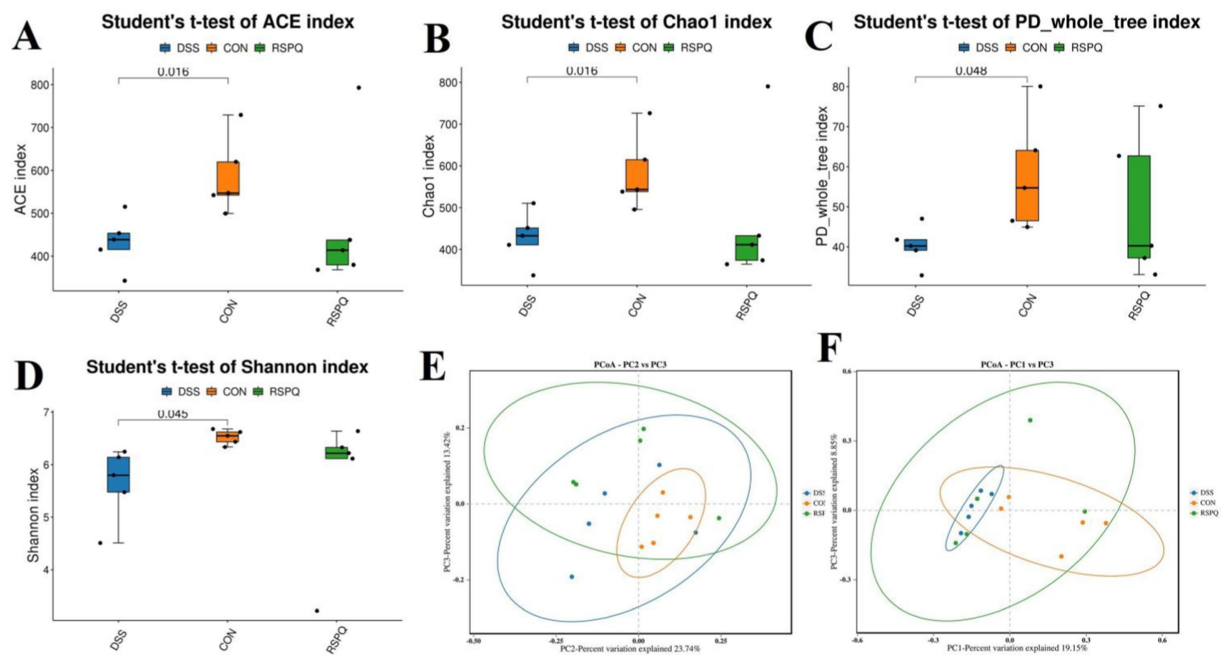 A
Student's t-test of ACE index
DSS CON RSPQ
0.016
800
700
600
500
400
ACE index
DSS
CON
RSPQ
B
Student's t-test of Chao1 index
DSS CON RSPQ
0.016
800
700
600
500
400
Chao1 index
DSS
CON
RSPQ
C
Student's t-test of PD_whole_tree index
DSS CON RSPQ
0.048
80
70
60
50
40
PD_whole_tree index
DSS
CON
RSPQ
D
Student's t-test of Shannon index
DSS CON RSPQ
0.045
7
6
5
4
Shannon index
DSS
CON
RSPQ
E
PCoA - PC2 vs PC3
0.2
0.0
-0.2
PC3-Percent variation explained 13.42%
-0.50
-0.25
0.00
0.25
PC2-Percent variation explained 23.74%
F
PCoA - PC1 vs PC3
0.6
0.3
0.0
-0.3
-0.6
PC3-Percent variation explained 8.85%
-0.3
0.0
0.3
0.6
PC1-Percent variation explained 19.15%
DSS
CON
RSPQ